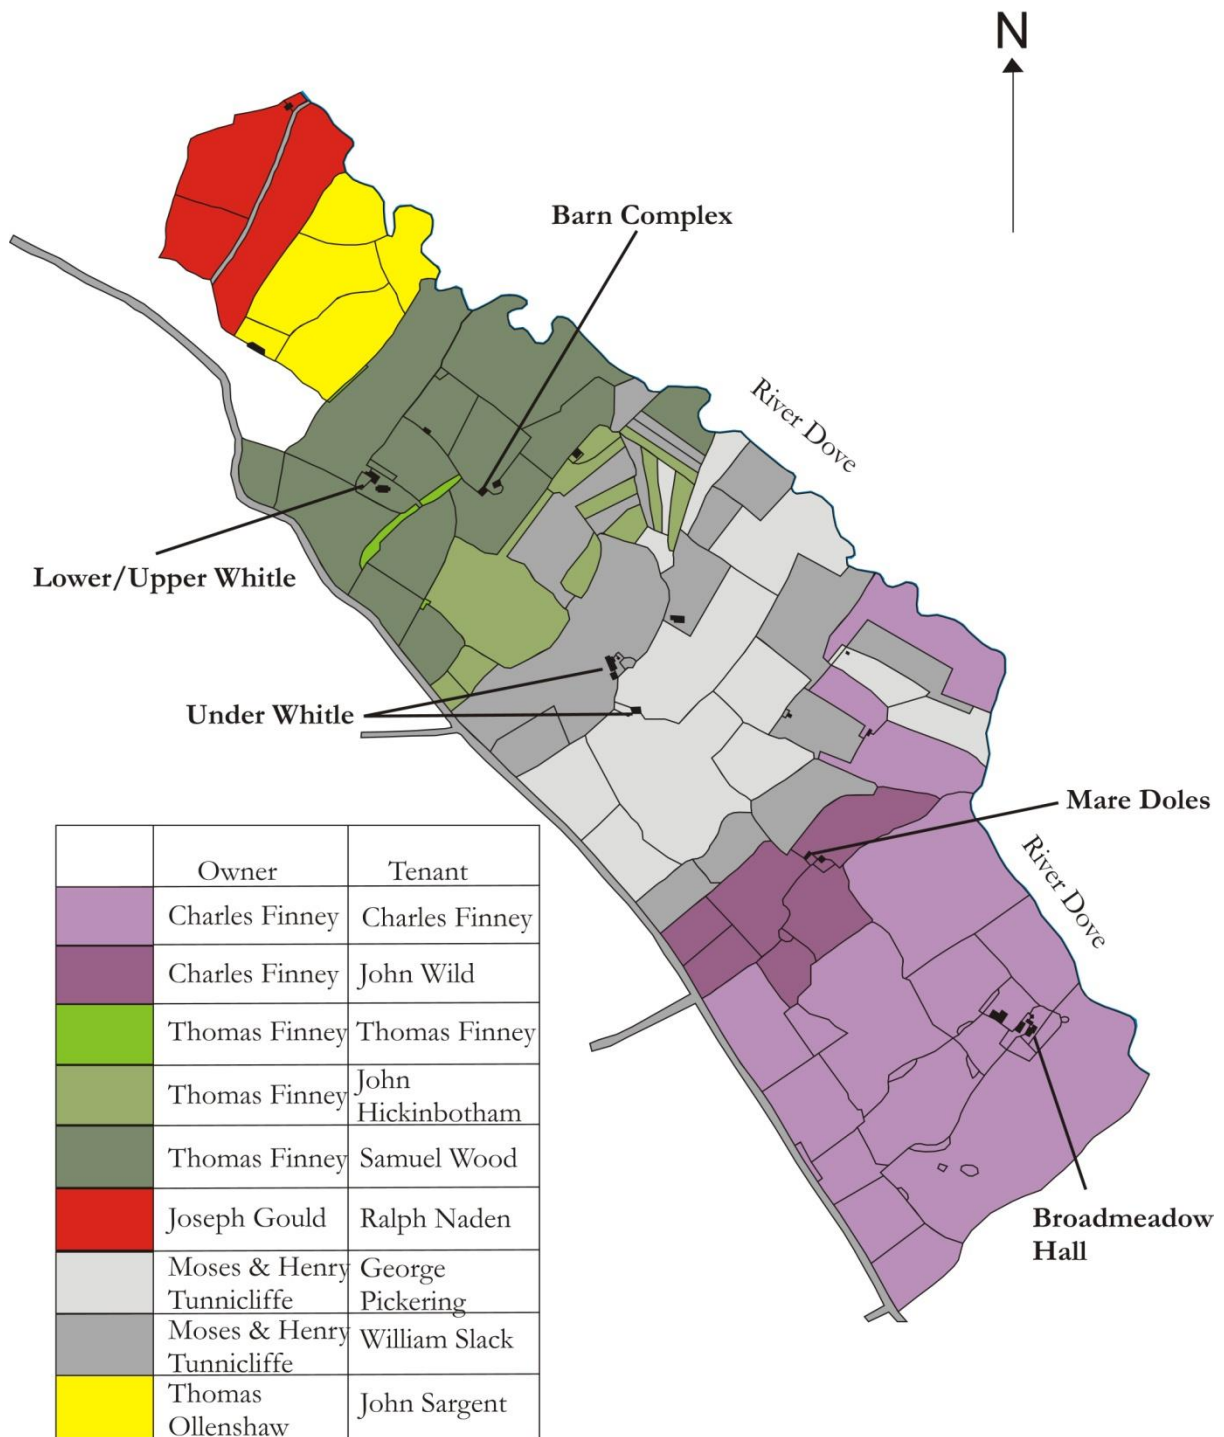 N
Barn Complex
River Dove
Lower/Upper Whitle
Under Whitle
Mare Doles
River Dove
Broadmeadow
Hall
Owner Tenant
Charles Finney Charles Finney
Charles Finney John Wild
Thomas Finney Thomas Finney
Thomas Finney John
Hickinbotham
Thomas Finney Samuel Wood
Joseph Gould Ralph Naden
Moses & Henry George
Tunnicliffe Pickering
Moses & Henry William Slack
Tunnicliffe
Thomas John Sargent
Ollenshaw